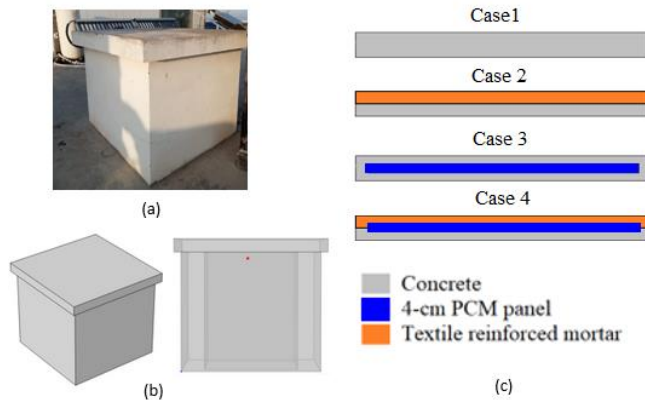 (a)
(b)
Case1
Case 2
Case 3
Case 4
Concrete
4-cm PCM panel
Textile reinforced mortar
(c)